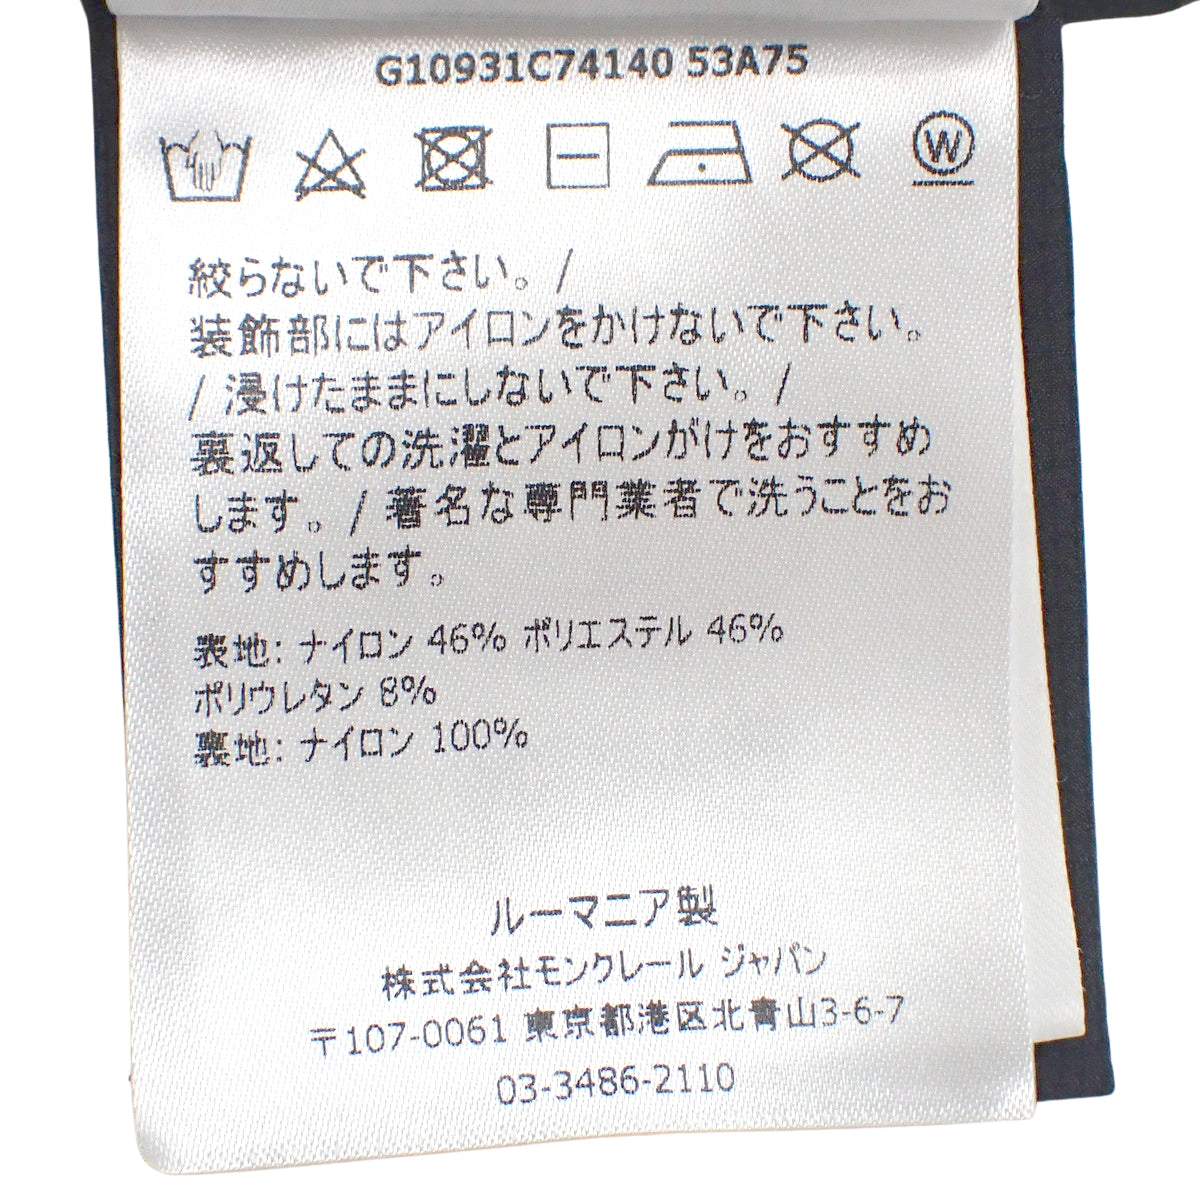 G10931C74140 53A75
W
絞らないで下さい。/
装飾部にはアイロンをかけないで下さい。
/ 浸けたままにしないで下さい。/
裏返しての洗濯とアイロンがけをおすすめ
します。/ 著名な専門業者で洗うことをお
すすめします。
表地: ナイロン 46% ポリエステル 46%
ポリウレタン 8%
裏地: ナイロン 100%
ルーマニア製
株式会社モンクレール ジャパン
〒107-0061 東京都港区北青山3-6-7
03-3486-2110